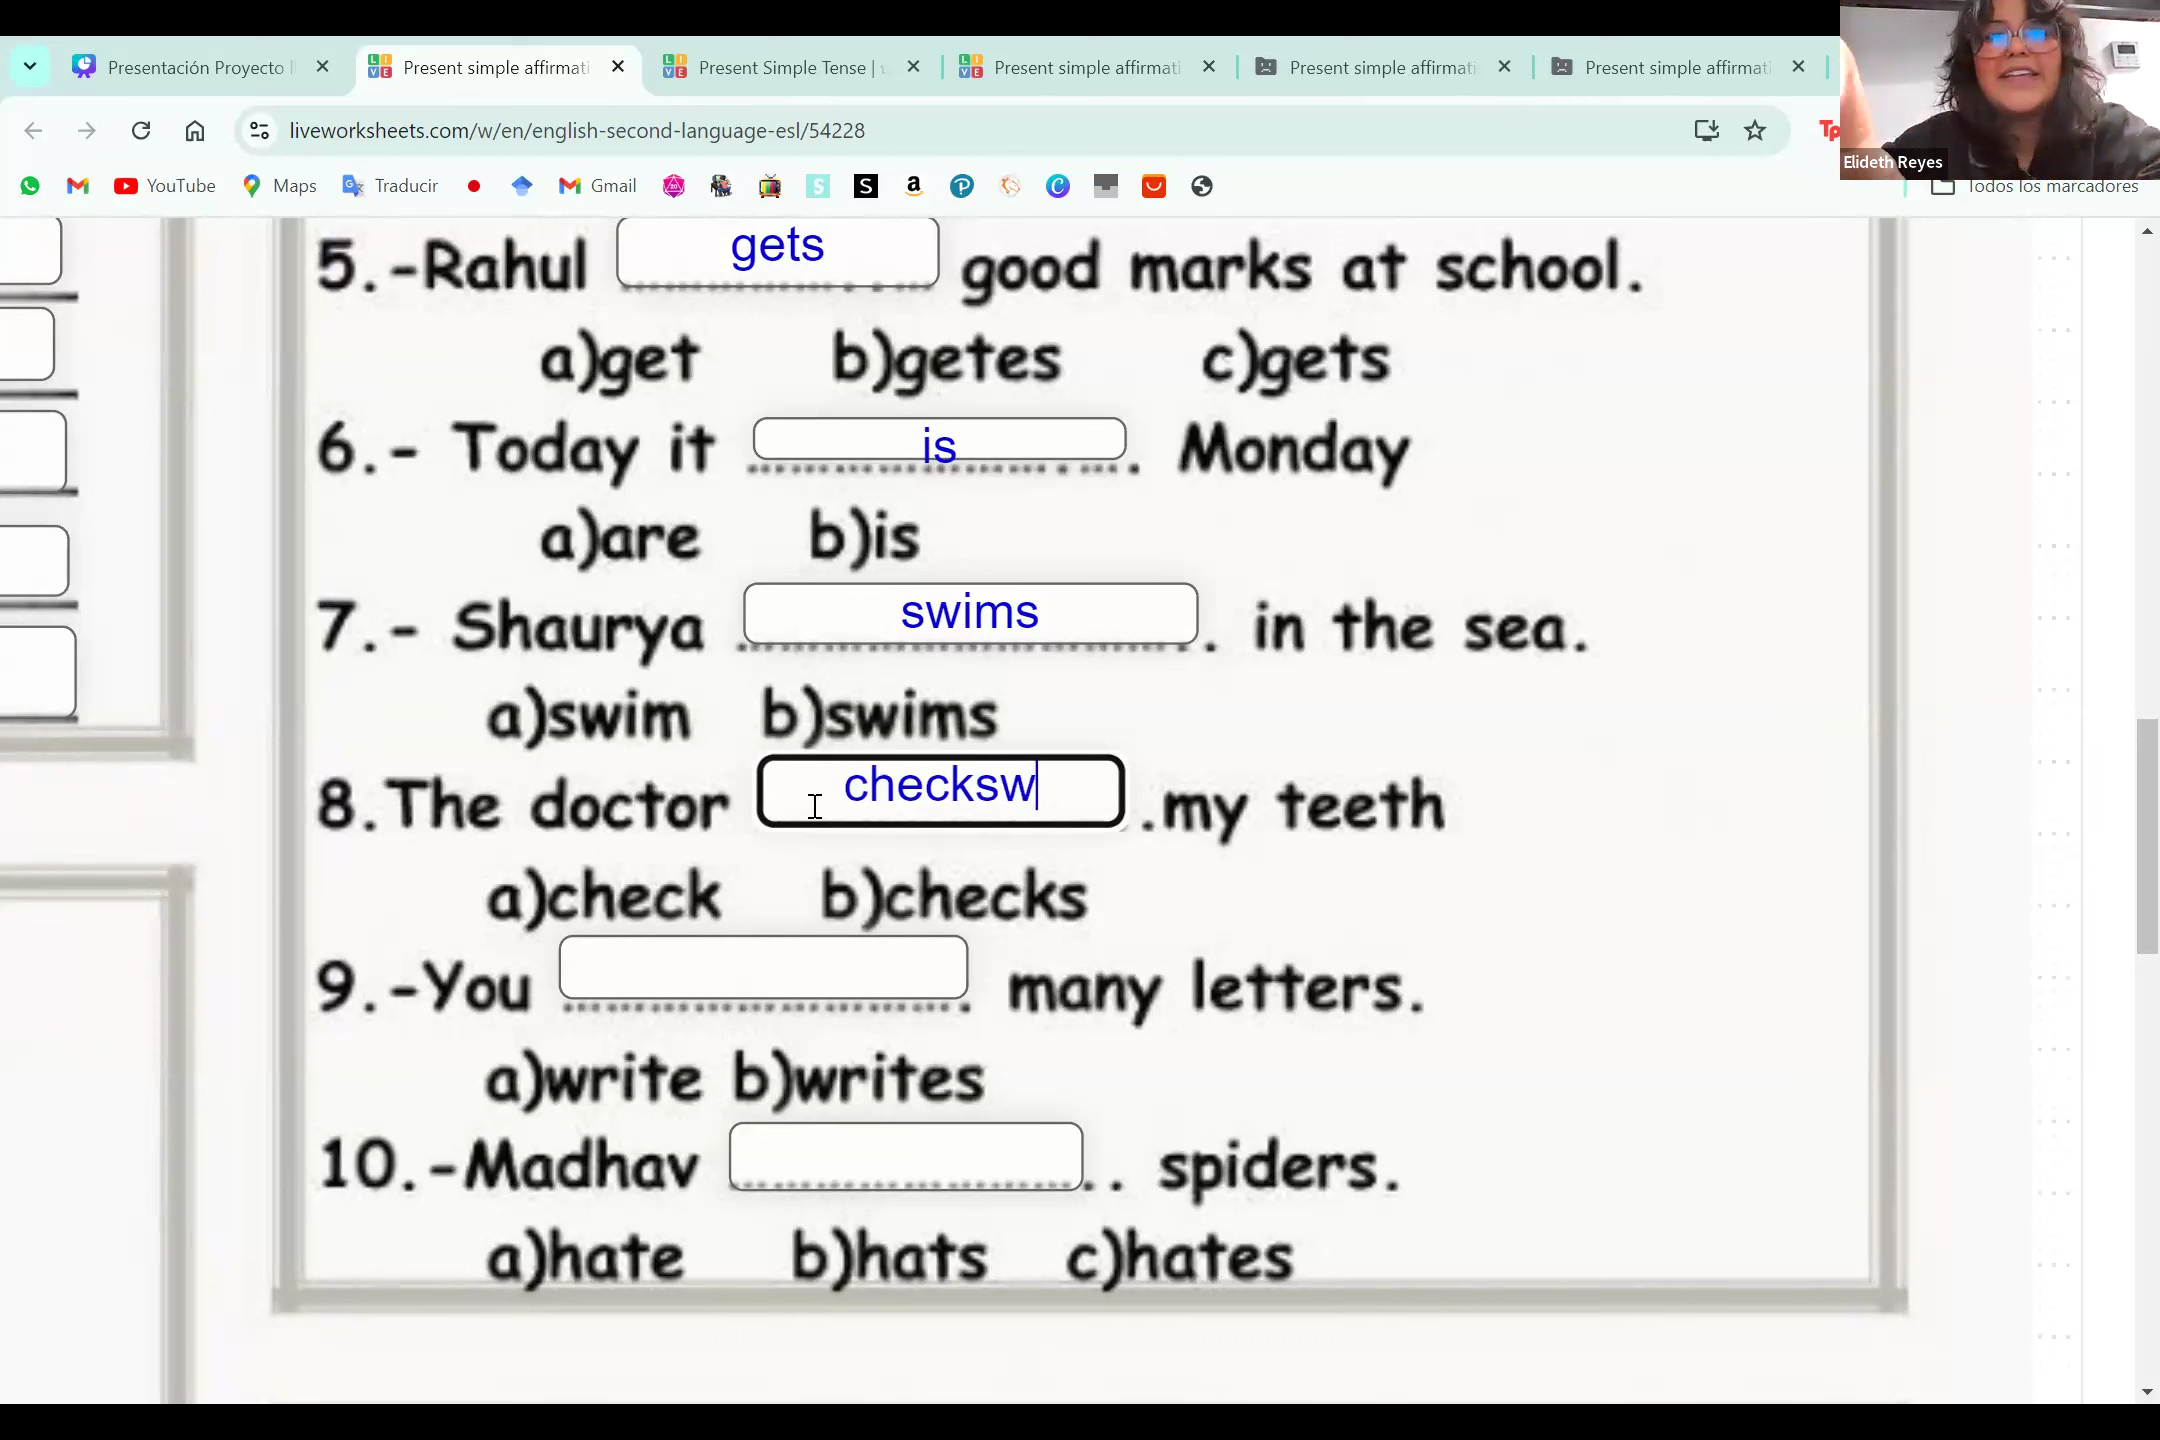 Presentación Proyecto I
Present simple affirmati
Present Simple Tense |
Present simple affirmati
Present simple affirmati
Present simple affirmati
liveworksheets.com/w/en/english-second-language-esl/54228
Tp
Elideth Reyes
YouTube
Maps
Traducir
Gmail
Todos los marcadores
5.-Rahul gets good marks at school.
a)get b)getes c)gets
6.- Today it is Monday
a)are b)is
7.- Shaurya swims in the sea.
a)swim b)swims
8.The doctor checksw .my teeth
a)check b)checks
9.-You many letters.
a)write b)writes
10.-Madhav spiders.
a)hate b)hats c)hates